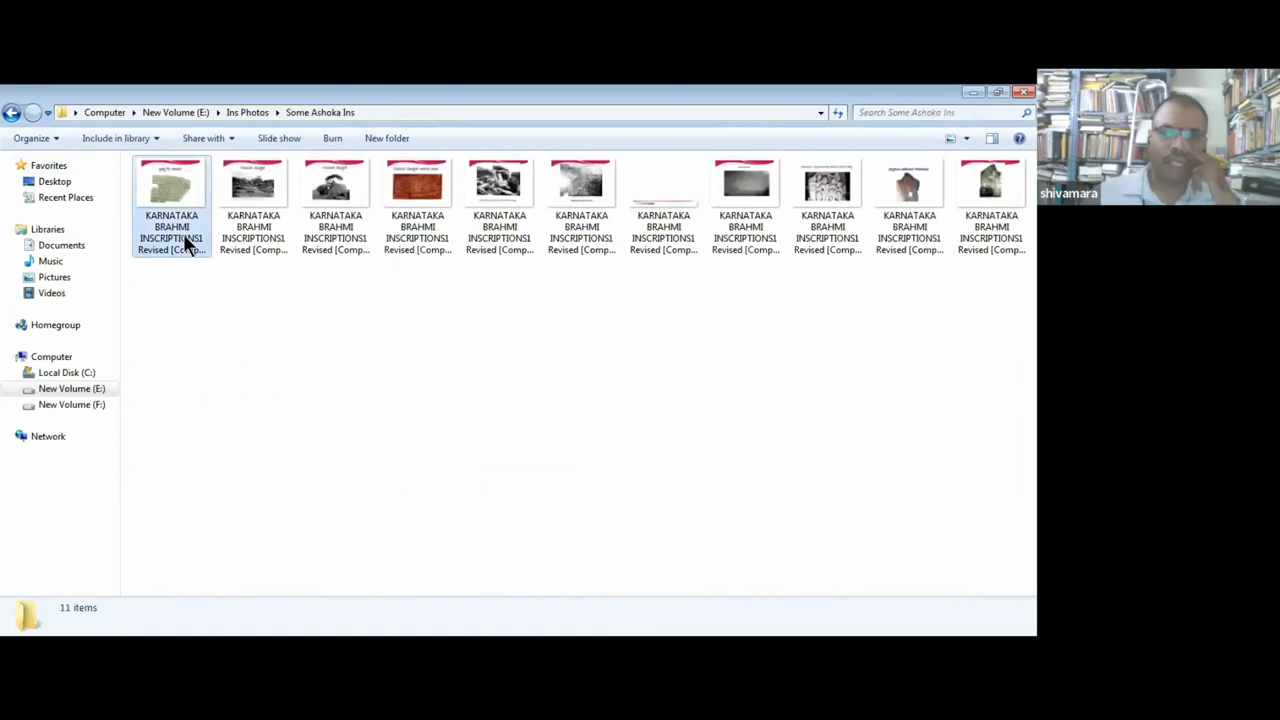 Computer ▸ New Volume (E:) ▸ Ins Photos ▸ Some Ashoka Ins
Search Some Ashoka Ins
Organize
Include in library
Share with
Slide show
Burn
New folder
Favorites
Desktop
Recent Places
Libraries
Documents
Music
Pictures
Videos
Homegroup
Computer
Local Disk (C:)
New Volume (E:)
New Volume (F:)
Network
KARNATAKA
BRAHMI
INSCRIPTIONS1
Revised [Comp...
KARNATAKA
BRAHMI
INSCRIPTIONS1
Revised [Comp...
KARNATAKA
BRAHMI
INSCRIPTIONS1
Revised [Comp...
KARNATAKA
BRAHMI
INSCRIPTIONS1
Revised [Comp...
KARNATAKA
BRAHMI
INSCRIPTIONS1
Revised [Comp...
KARNATAKA
BRAHMI
INSCRIPTIONS1
Revised [Comp...
KARNATAKA
BRAHMI
INSCRIPTIONS1
Revised [Comp...
KARNATAKA
BRAHMI
INSCRIPTIONS1
Revised [Comp...
KARNATAKA
BRAHMI
INSCRIPTIONS1
Revised [Comp...
KARNATAKA
BRAHMI
INSCRIPTIONS1
Revised [Comp...
KARNATAKA
BRAHMI
INSCRIPTIONS1
Revised [Comp...
11 items
shivamara